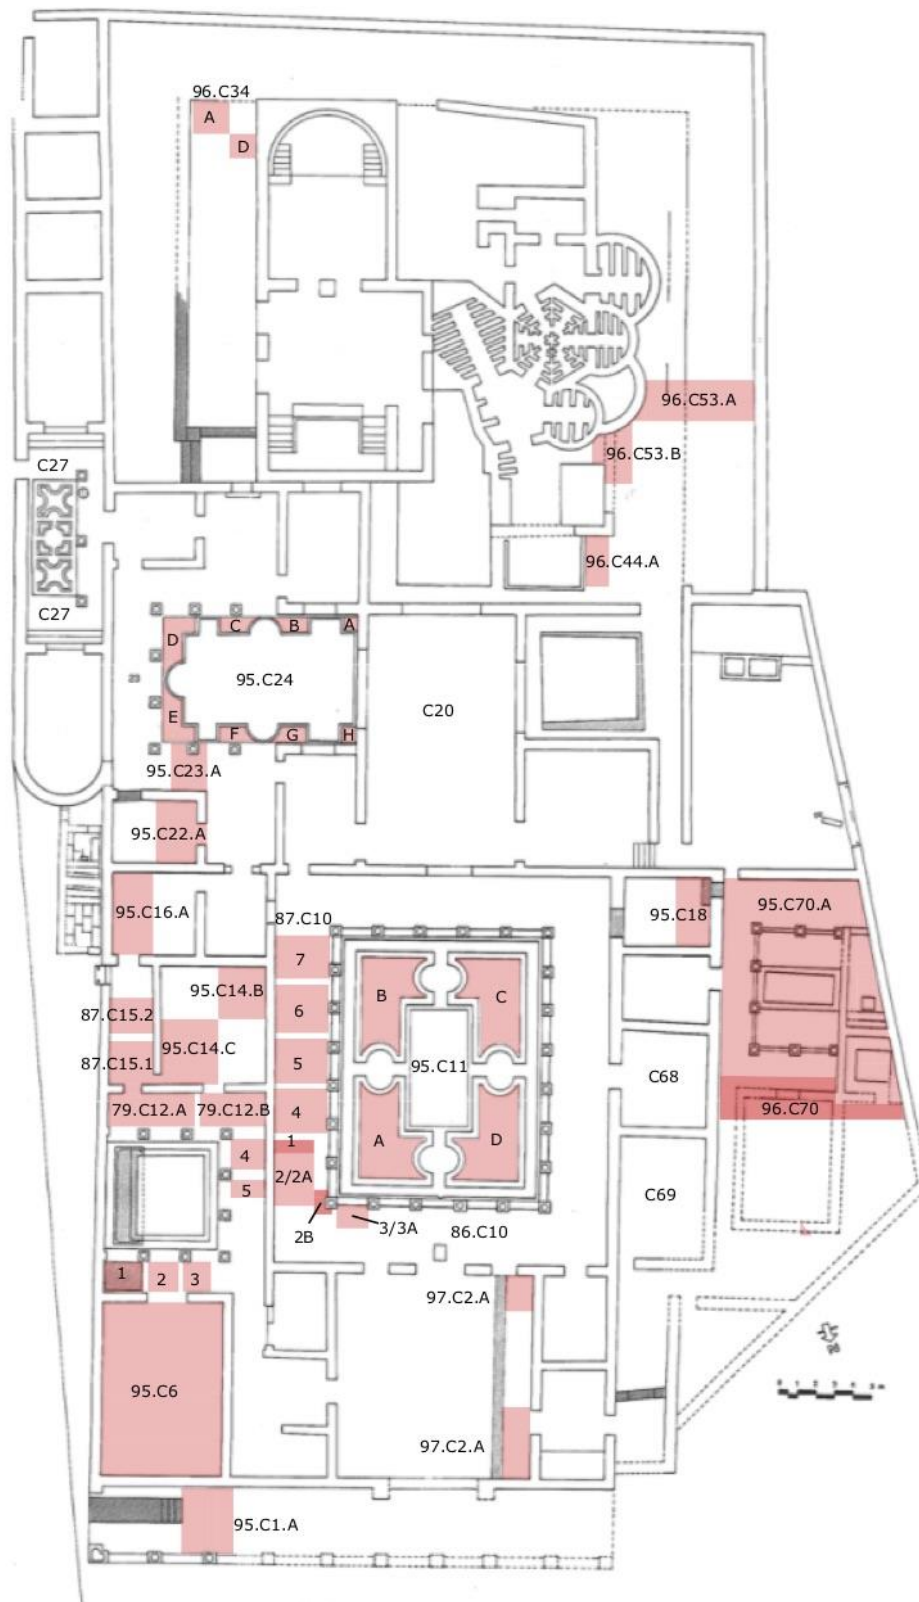 96.C34
A
D
96.C53.A
C27
96.C53.B
96.C44.A
C27
C
B
A
D
23
95.C24
C20
E
F
G
H
95.C23.A
95.C22.A
95.C16.A
87.C10
95.C18
95.C70.A
7
95.C14.B
B
C
87.C15.2
6
95.C14.C
87.C15.1
5
95.C11
C68
79.C12.A
79.C12.B
4
96.C70
1
A
D
4
2/2A
5
C69
2B
3/3A
86.C10
1
2
3
97.C2.A
95.C6
97.C2.A
95.C1.A